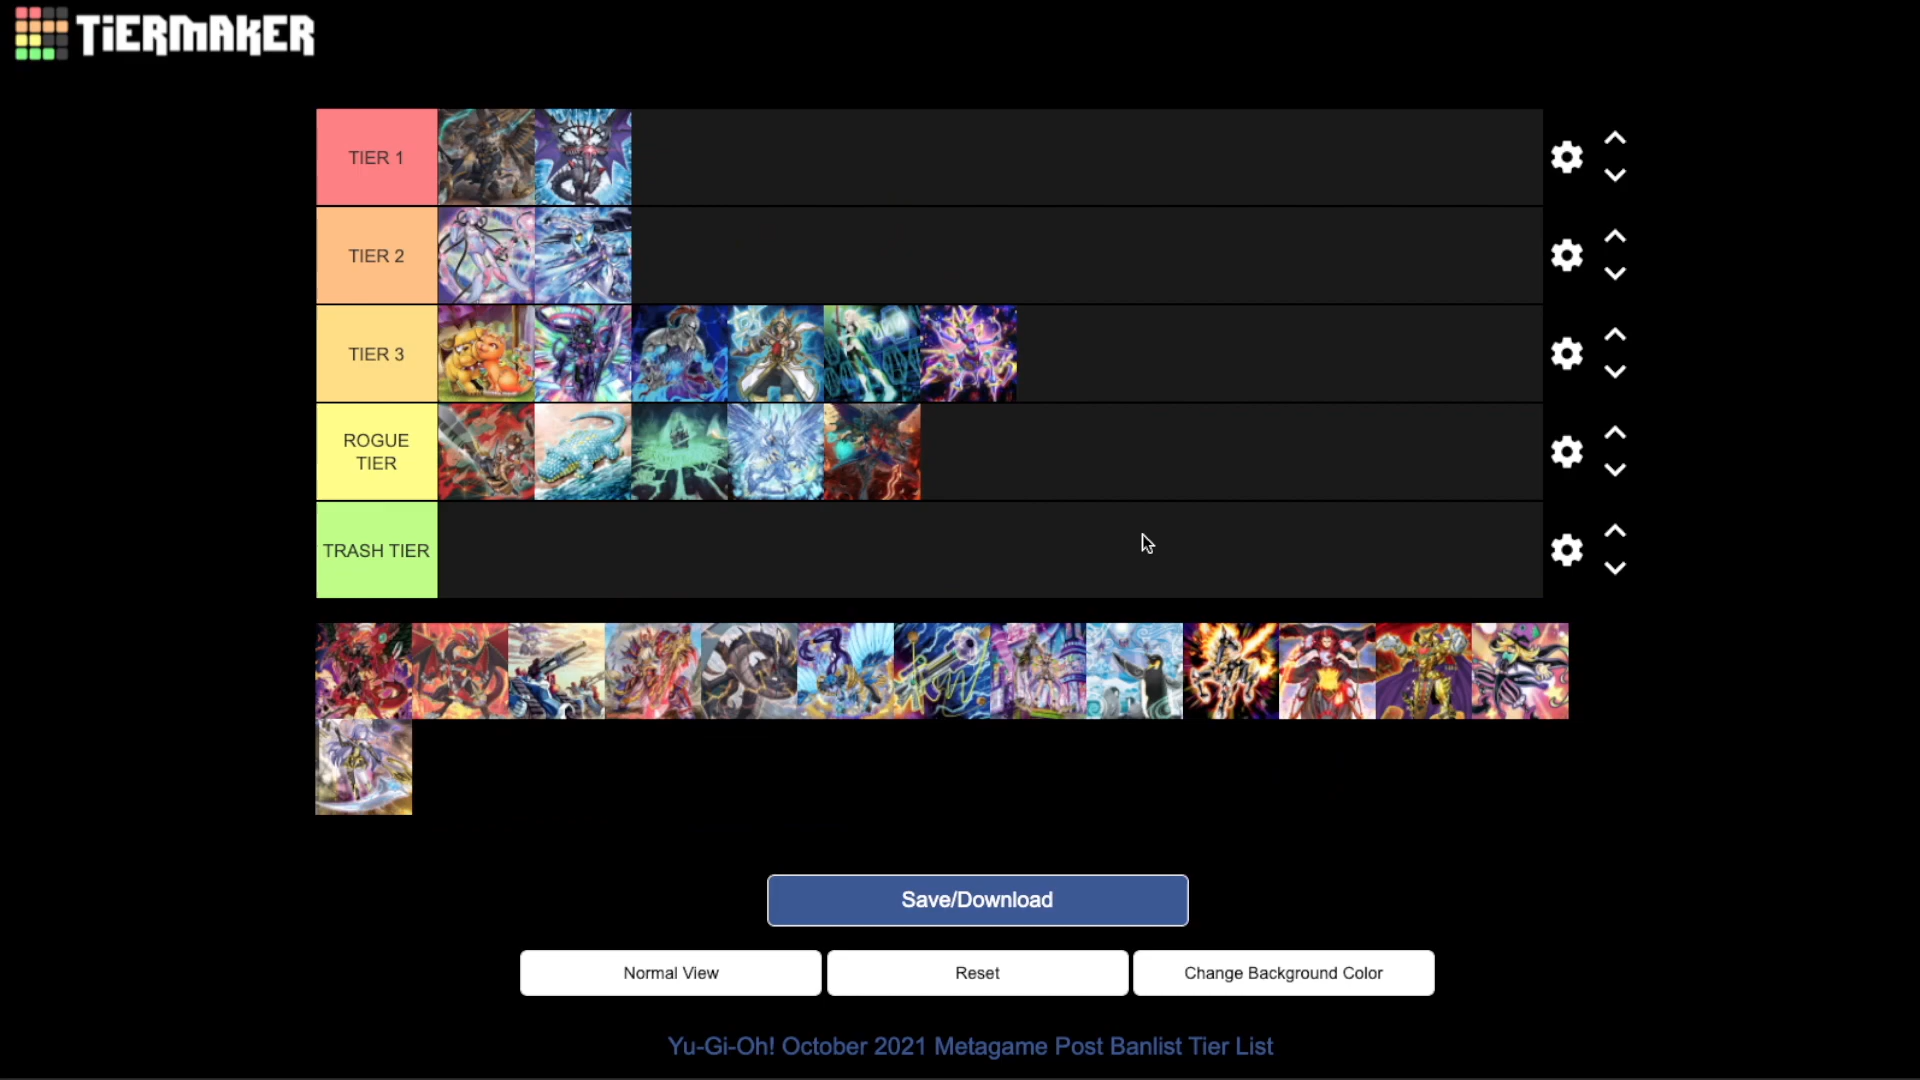 TiERMAKER
TIER 1
TIER 2
TIER 3
ROGUE
TIER
TRASH TIER
Save/Download
Normal View
Reset
Change Background Color
Yu-Gi-Oh! October 2021 Metagame Post Banlist Tier List